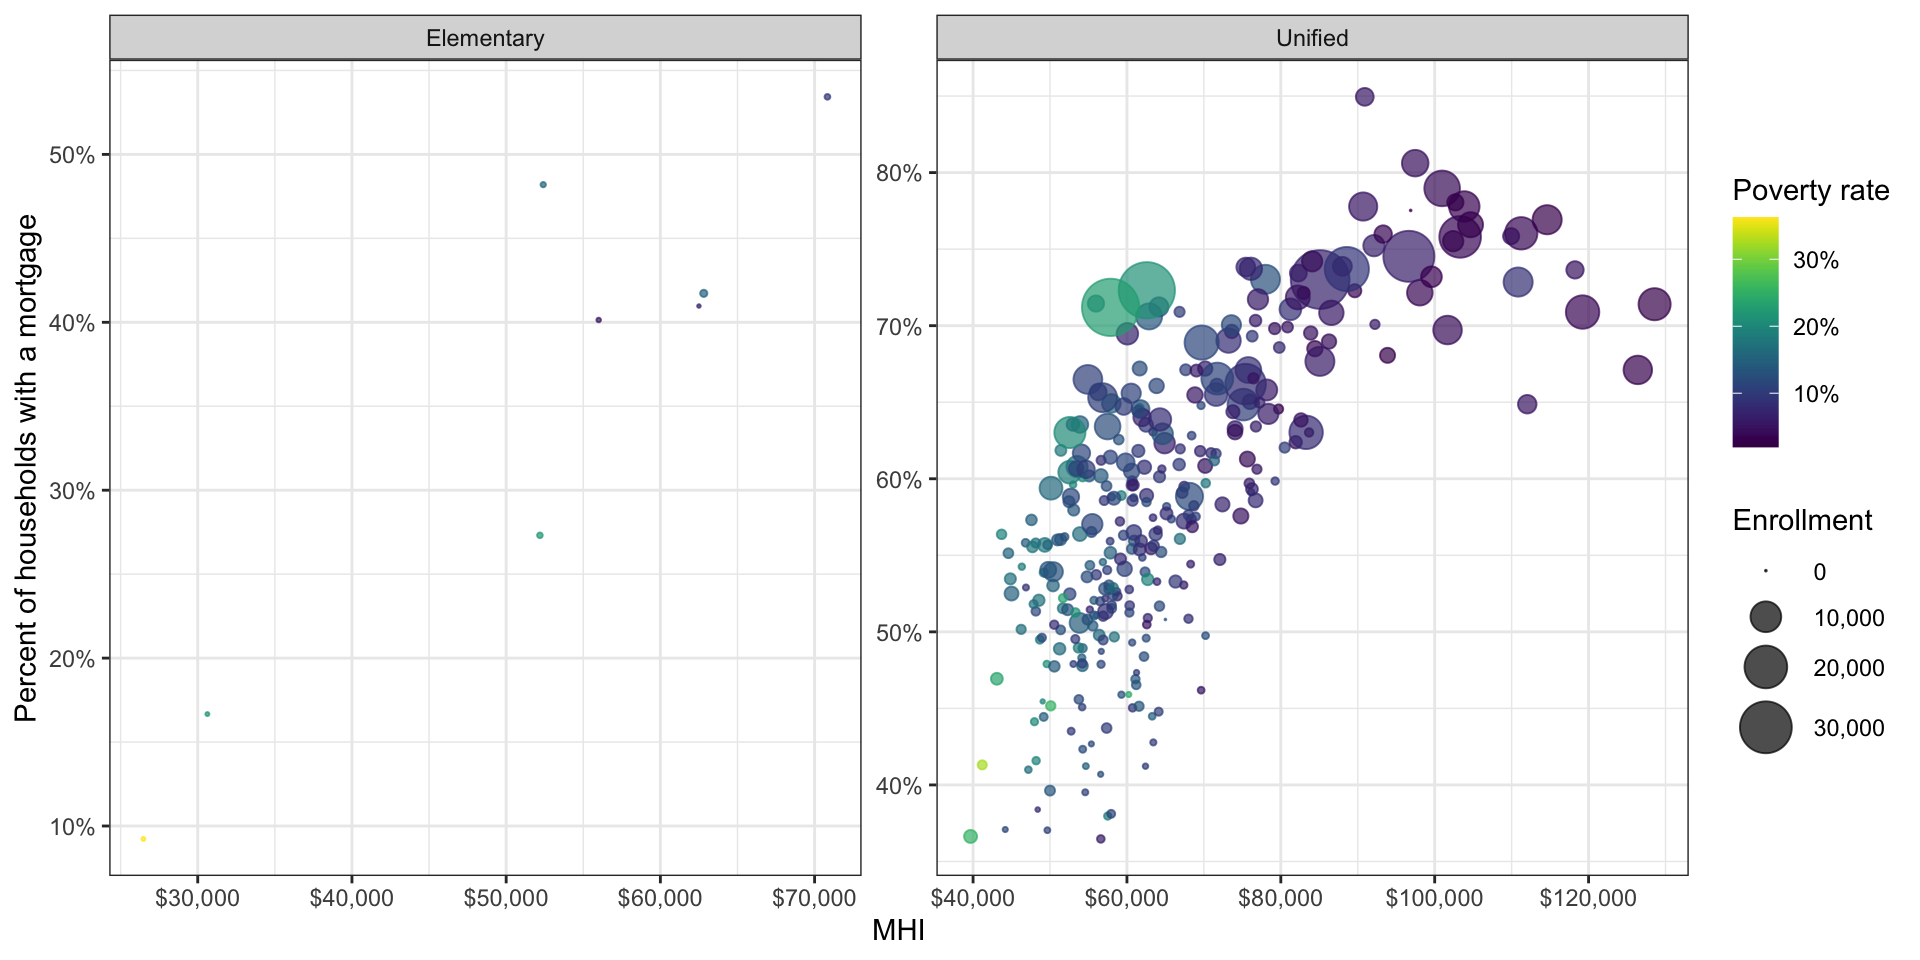 Elementary
Unified
Percent of households with a mortgage
50%
40%
30%
20%
10%
80%
70%
60%
50%
40%
$30,000 $40,000 $50,000 $60,000 $70,000
$40,000 $60,000 $80,000 $100,000 $120,000
MHI
Poverty rate
30%
20%
10%
Enrollment
0
10,000
20,000
30,000